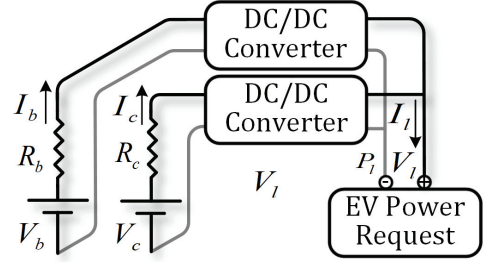 DC/DC
Converter
DC/DC
Converter
I_b
I_c
I_l
R_b
R_c
P_l
V_l
V_l
V_b
V_c
EV Power
Request